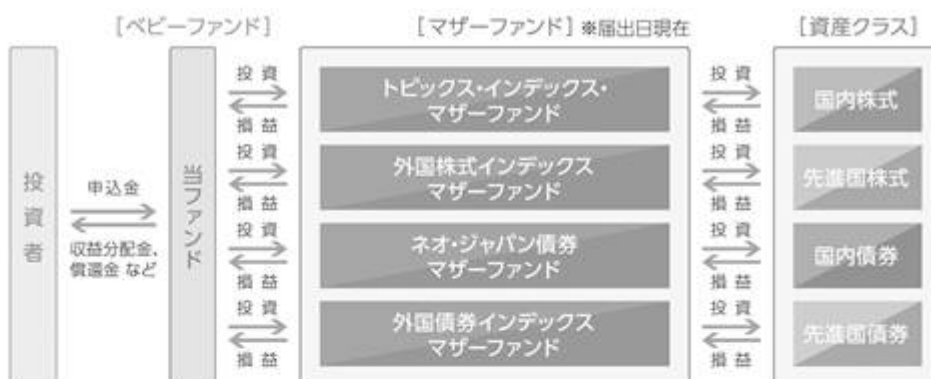 [ベビーファンド]
[マザーファンド] ※届出日現在
[資産クラス]
投資者
申込金
収益分配金、
償還金 など
当ファンド
投資
損益
投資
損益
投資
損益
投資
損益
トピックス・インデックス・
マザーファンド
外国株式インデックス
マザーファンド
ネオ・ジャパン債券
マザーファンド
外国債券インデックス
マザーファンド
投資
損益
投資
損益
投資
損益
投資
損益
国内株式
先進国株式
国内債券
先進国債券